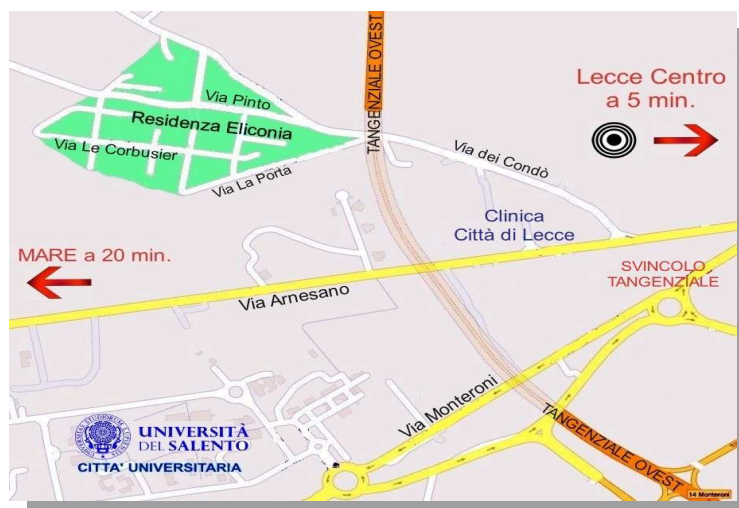 TANGENZIALE OVEST
Lecce Centro
a 5 min.
Via Pinto
Residenza Eliconia
Via Le Corbusier
Via dei Condò
Via La Porta
Clinica
Città di Lecce
MARE a 20 min.
SVINCOLO
TANGENZIALE
Via Arnesano
Via Monteroni
TANGENZIALE OVEST
UNIVERSITÀ
DEL SALENTO
CITTA' UNIVERSITARIA
14 Monteroni